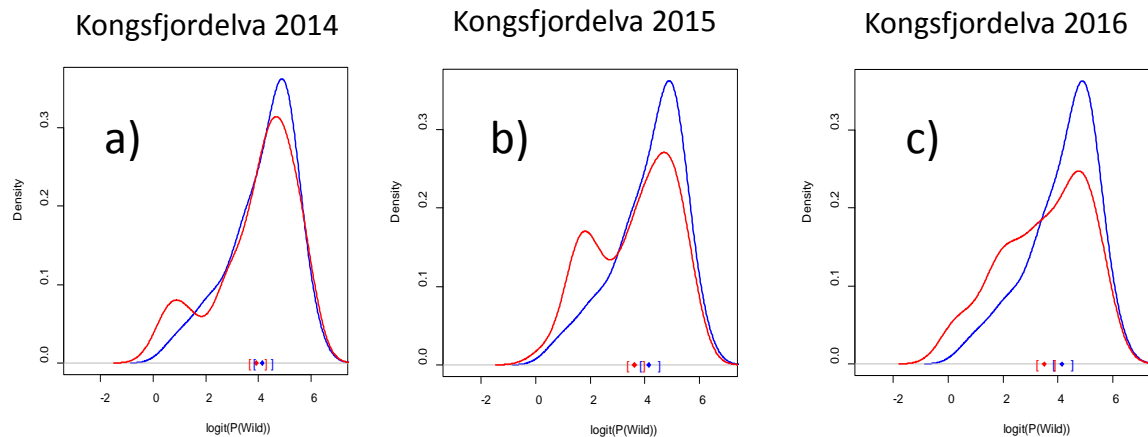 Kongsfjordelva 2014
a)
Density
0.0 0.1 0.2 0.3
-2 0 2 4 6
logit(P(Wild))
[[ ] ]
Kongsfjordelva 2015
b)
Density
0.0 0.1 0.2 0.3
-2 0 2 4 6
logit(P(Wild))
[ [] ]
Kongsfjordelva 2016
c)
Density
0.0 0.1 0.2 0.3
-2 0 2 4 6
logit(P(Wild))
[ [] ]